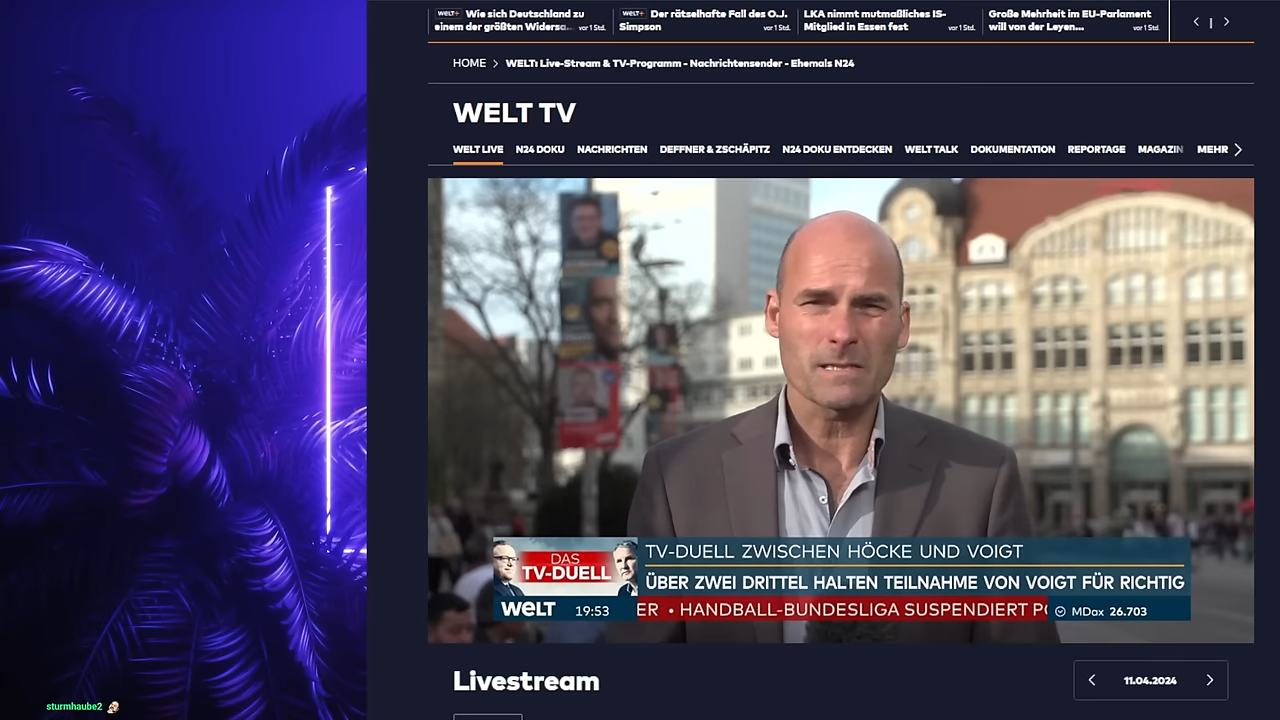 WELT+ Wie sich Deutschland zu
einem der größten Widersa... vor 1 Std.
WELT+ Der rätselhafte Fall des O.J.
Simpson vor 1 Std.
LKA nimmt mutmaßliches IS-
Mitglied in Essen fest vor 1 Std.
Große Mehrheit im EU-Parlament
will von der Leyen... vor 1 Std.
HOME > WELT: Live-Stream & TV-Programm - Nachrichtensender - Ehemals N24
WELT TV
WELT LIVE N24 DOKU NACHRICHTEN DEFFNER & ZSCHÄPITZ N24 DOKU ENTDECKEN WELT TALK DOKUMENTATION REPORTAGE MAGAZIN MEHR
DAS
TV-DUELL
TV-DUELL ZWISCHEN HÖCKE UND VOIGT
ÜBER ZWEI DRITTEL HALTEN TEILNAHME VON VOIGT FÜR RICHTIG
WELT 19:53 ER • HANDBALL-BUNDESLIGA SUSPENDIERT MDax 26.703
Livestream
11.04.2024
sturmhaube2